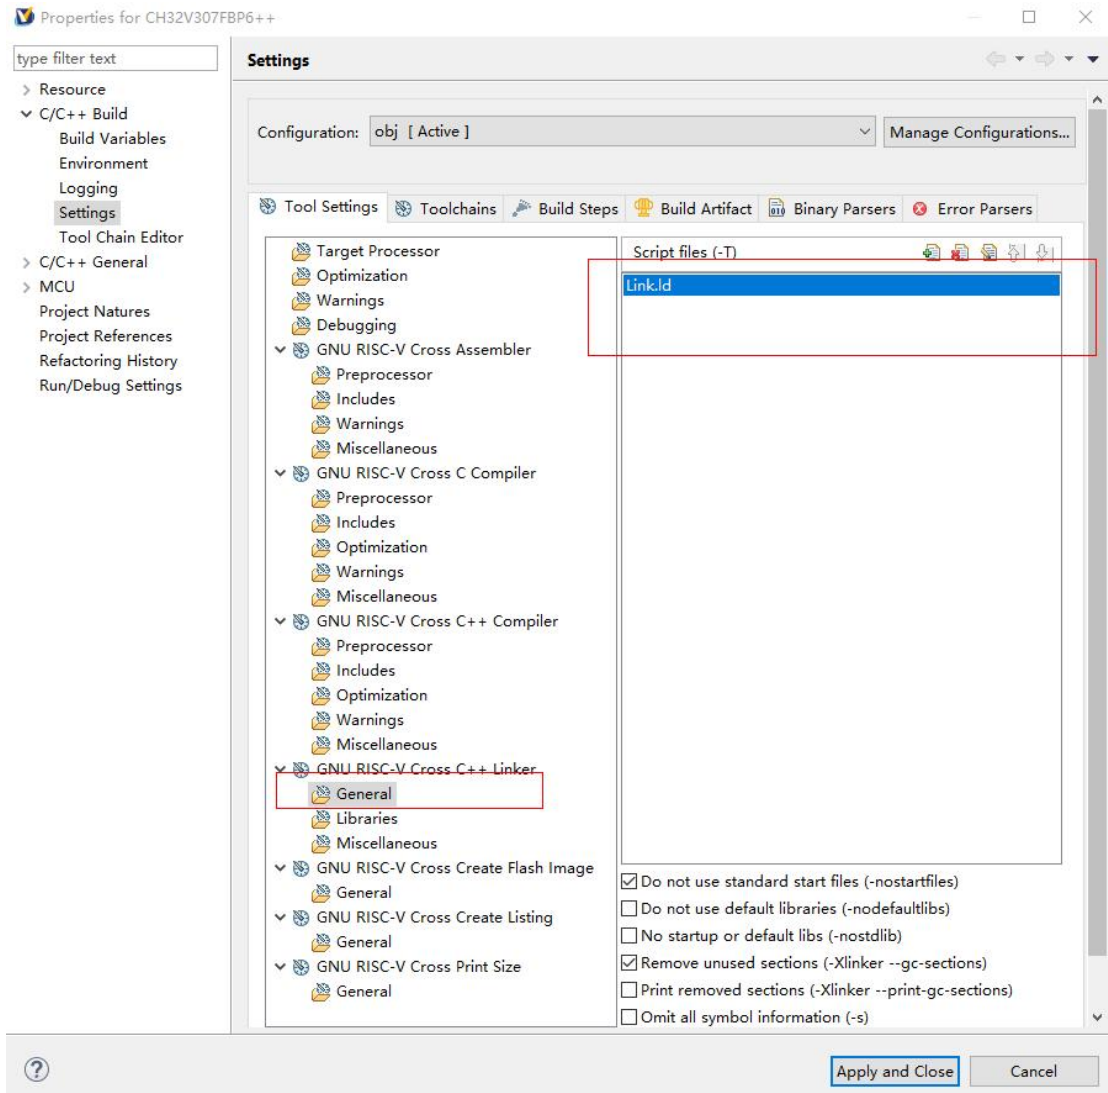 Properties for CH32V307FBP6++
type filter text
Resource
C/C++ Build
Build Variables
Environment
Logging
Settings
Tool Chain Editor
C/C++ General
MCU
Project Natures
Project References
Refactoring History
Run/Debug Settings
Settings
Configuration: obj [ Active ] Manage Configurations...
Tool Settings Toolchains Build Steps Build Artifact Binary Parsers Error Parsers
Target Processor
Optimization
Warnings
Debugging
GNU RISC-V Cross Assembler
Preprocessor
Includes
Warnings
Miscellaneous
GNU RISC-V Cross C Compiler
Preprocessor
Includes
Optimization
Warnings
Miscellaneous
GNU RISC-V Cross C++ Compiler
Preprocessor
Includes
Optimization
Warnings
Miscellaneous
GNU RISC-V Cross C++ Linker
General
Libraries
Miscellaneous
GNU RISC-V Cross Create Flash Image
General
GNU RISC-V Cross Create Listing
General
GNU RISC-V Cross Print Size
General
Script files (-T)
Link.ld
Do not use standard start files (-nostartfiles)
Do not use default libraries (-nodefaultlibs)
No startup or default libs (-nostdlib)
Remove unused sections (-Xlinker --gc-sections)
Print removed sections (-Xlinker --print-gc-sections)
Omit all symbol information (-s)
Apply and Close Cancel